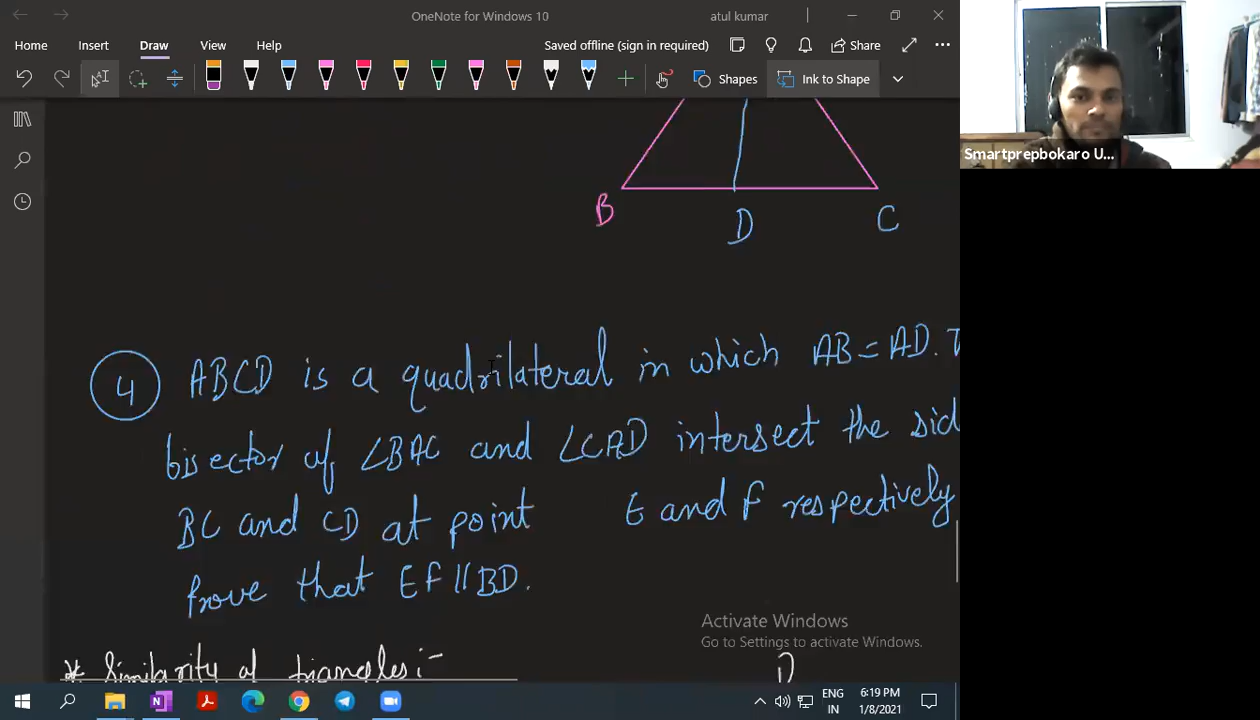 OneNote for Windows 10
atul kumar
Home Insert Draw View Help
Saved offline (sign in required)
Share
Shapes
Ink to Shape
Smartprepbokaro U...
B
D
C
4 ABCD is a quadrilateral in which AB = AD.
bisector of ∠BAC and ∠CAD intersect the sid
BC and CD at point E and F respectively
Prove that EF || BD.
* Similarity of triangles :-
D
Activate Windows
Go to Settings to activate Windows.
ENG
IN
6:19 PM
1/8/2021